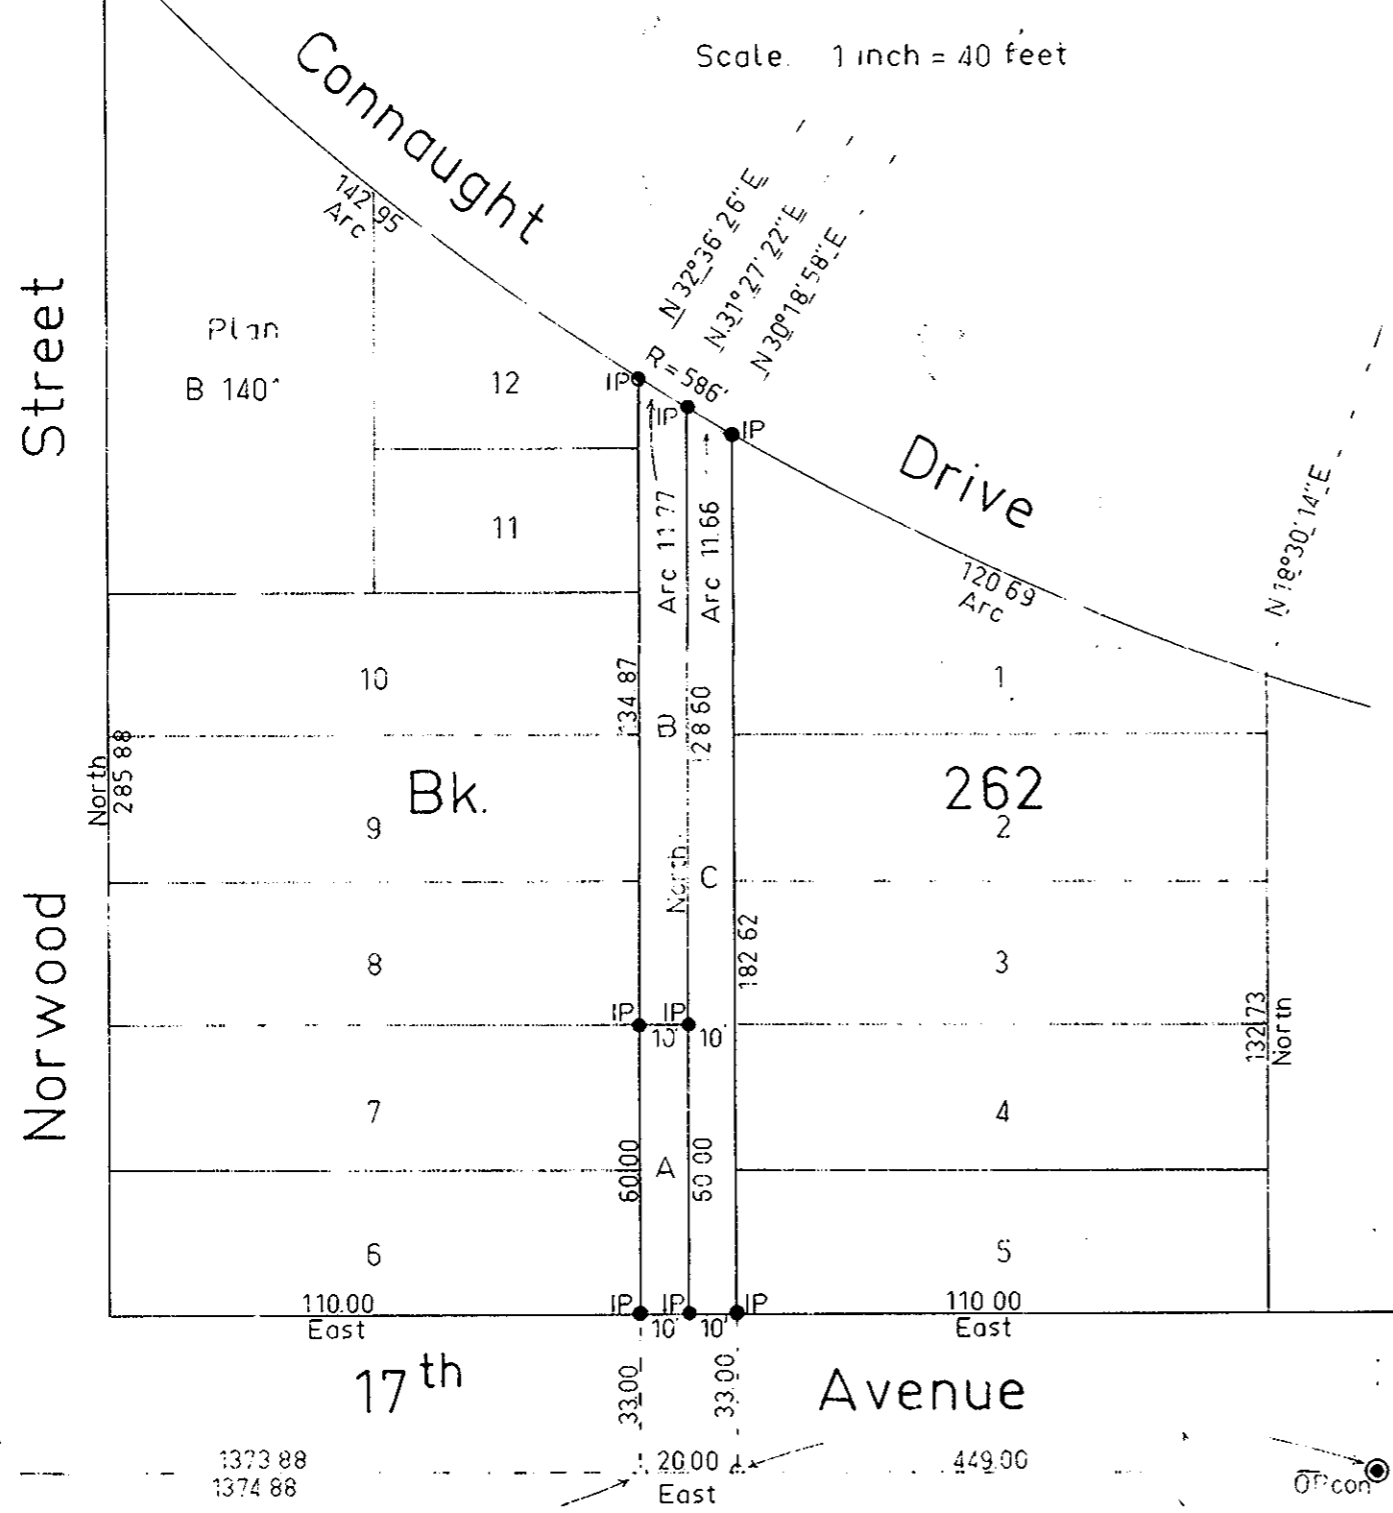 Scale. 1 inch = 40 feet
Connaught
142 95
Arc
N 32°36' 26" E
N 31°27' 22" E
N 30°18' 58" E
Street
Plan
B 140
12
IP
R = 586'
IP
IP
Drive
N 18°30' 14" E
11
Arc 11 77
Arc 11.66
120 69
Arc
10
134 87
B
128 60
1
North
285 88
Bk.
262
9
2
North
C
Norwood
8
182 62
3
IP
IP
10'
10'
132 73
North
7
4
60.00
A
60 00
6
5
110.00
East
IP
IP
IP
10'
10'
110 00
East
17th
Avenue
33.00
33.00
1373 88
1374 88
20.00
East
449.00
OP con